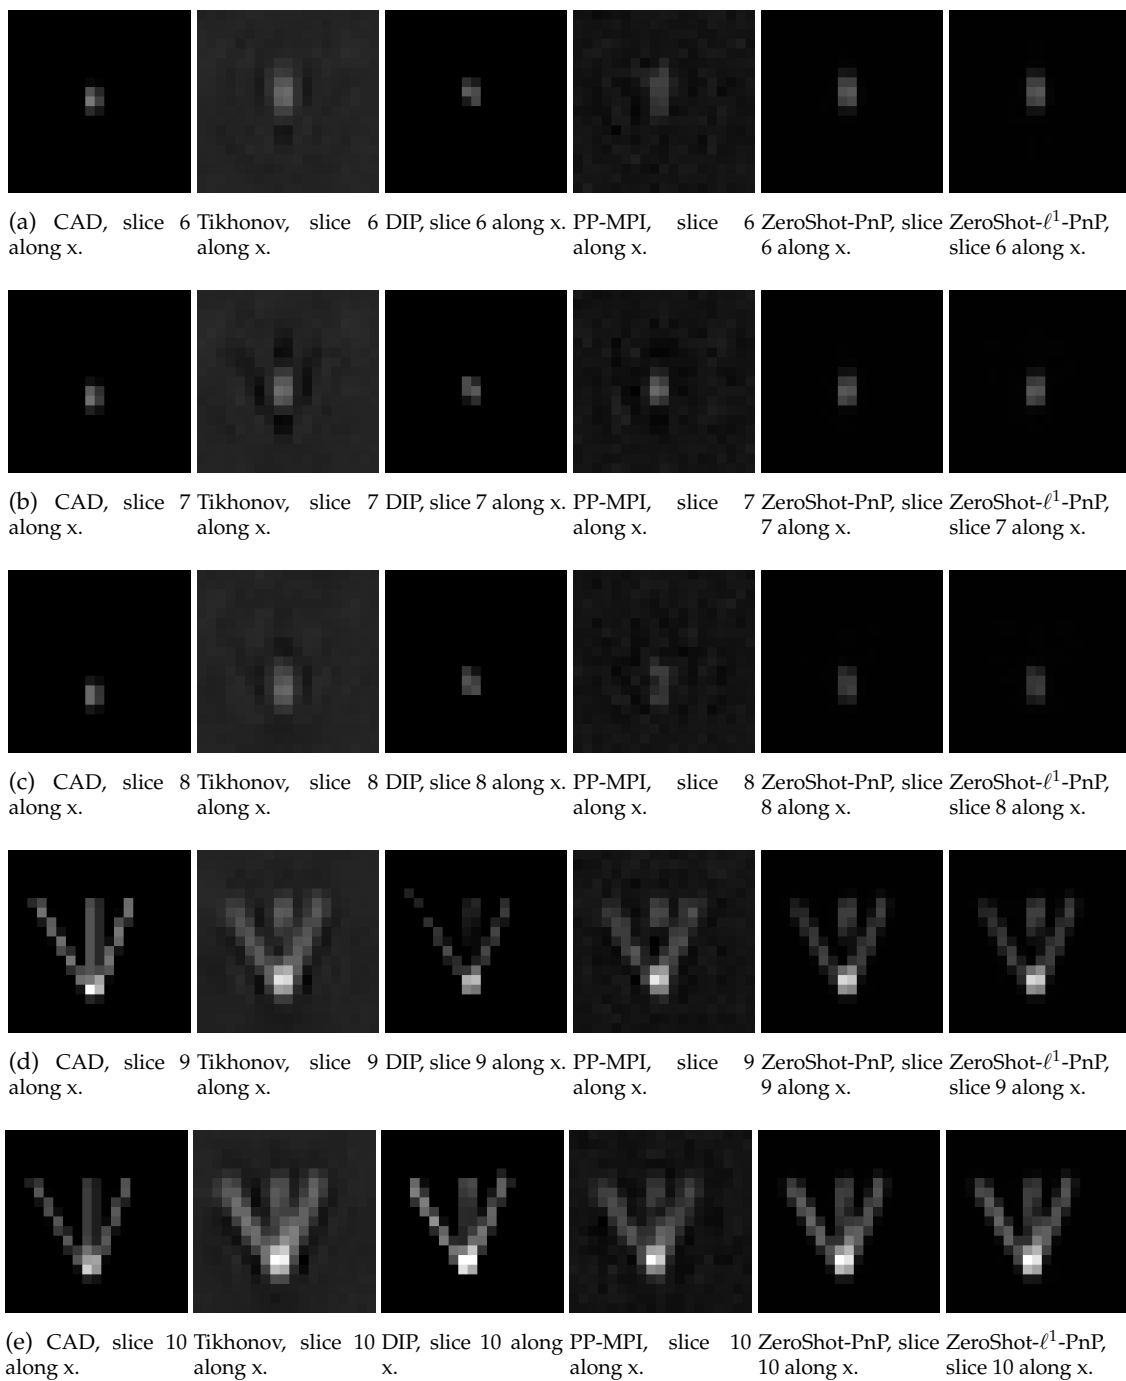 (a) CAD, slice 6 along x.
Tikhonov, slice 6 along x.
DIP, slice 6 along x.
PP-MPI, slice 6 along x.
ZeroShot-PnP, slice 6 along x.
ZeroShot-ℓ¹-PnP, slice 6 along x.
(b) CAD, slice 7 along x.
Tikhonov, slice 7 along x.
DIP, slice 7 along x.
PP-MPI, slice 7 along x.
ZeroShot-PnP, slice 7 along x.
ZeroShot-ℓ¹-PnP, slice 7 along x.
(c) CAD, slice 8 along x.
Tikhonov, slice 8 along x.
DIP, slice 8 along x.
PP-MPI, slice 8 along x.
ZeroShot-PnP, slice 8 along x.
ZeroShot-ℓ¹-PnP, slice 8 along x.
(d) CAD, slice 9 along x.
Tikhonov, slice 9 along x.
DIP, slice 9 along x.
PP-MPI, slice 9 along x.
ZeroShot-PnP, slice 9 along x.
ZeroShot-ℓ¹-PnP, slice 9 along x.
(e) CAD, slice 10 along x.
Tikhonov, slice 10 along x.
DIP, slice 10 along x.
PP-MPI, slice 10 along x.
ZeroShot-PnP, slice 10 along x.
ZeroShot-ℓ¹-PnP, slice 10 along x.